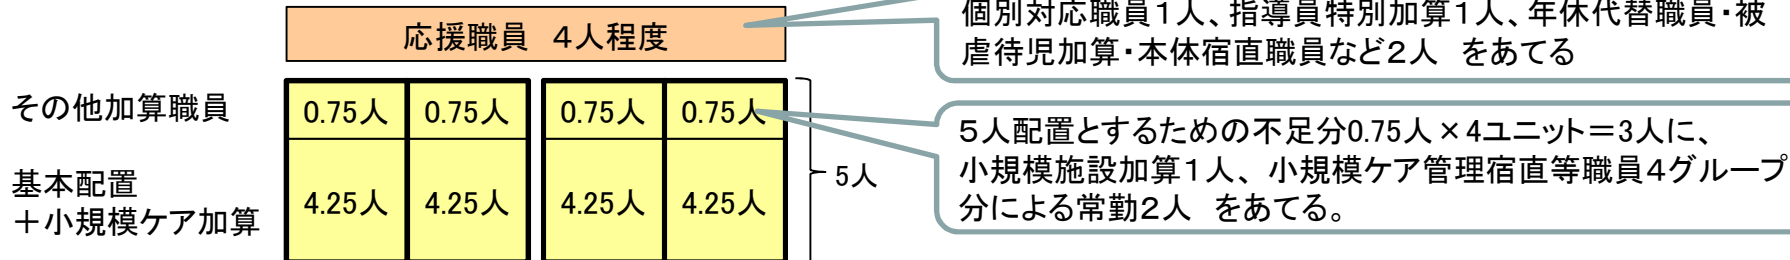 個別対応職員1人、指導員特別加算1人、年休代替職員・被
虐待児加算・本体宿直職員など2人 をあてる
応援職員 4人程度
その他加算職員
0.75人 0.75人 0.75人 0.75人
5人配置とするための不足分0.75人×4ユニット=3人に、
小規模施設加算1人、小規模ケア管理宿直等職員4グループ
分による常勤2人 をあてる。
5人
基本配置
+小規模ケア加算
4.25人 4.25人 4.25人 4.25人